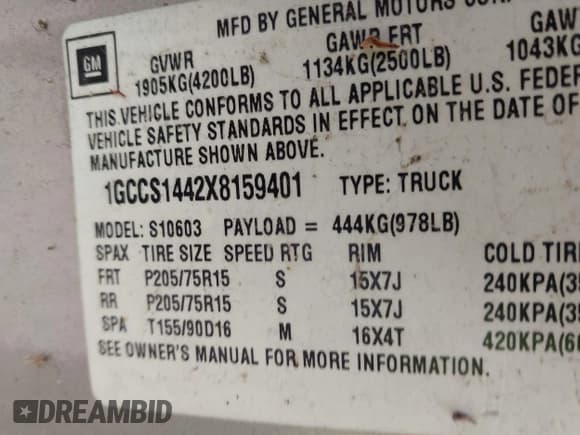 MFD BY GENERAL MOTORS CORP
GM
GVWR GAWR FRT GAW
1905KG(4200LB) 1134KG(2500LB) 1043KG
THIS VEHICLE CONFORMS TO ALL APPLICABLE U.S. FEDER
VEHICLE SAFETY STANDARDS IN EFFECT ON THE DATE OF
MANUFACTURE SHOWN ABOVE.
1GCCS1442X8159401 TYPE: TRUCK
MODEL: S10603 PAYLOAD = 444KG(978LB)
SPAX TIRE SIZE SPEED RTG RIM COLD TIR
FRT P205/75R15 S 15X7J 240KPA(3
RR P205/75R15 S 15X7J 240KPA(3
SPA T155/90D16 M 16X4T 420KPA(6
SEE OWNER'S MANUAL FOR MORE INFORMATION.
DREAMBID